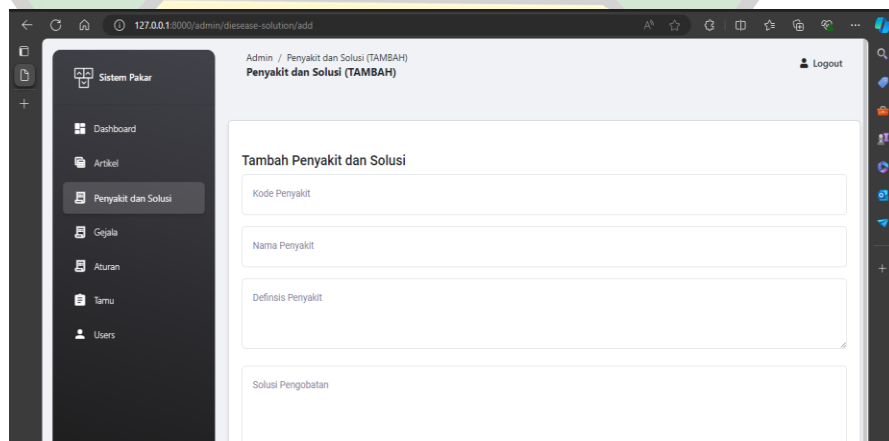 127.0.0.1:8000/admin/diesease-solution/add
Sistem Pakar
Admin / Penyakit dan Solusi (TAMBAH)
Penyakit dan Solusi (TAMBAH)
Logout
Dashboard
Artikel
Penyakit dan Solusi
Gejala
Aturan
Tamu
Users
Tambah Penyakit dan Solusi
Kode Penyakit
Nama Penyakit
Definsis Penyakit
Solusi Pengobatan